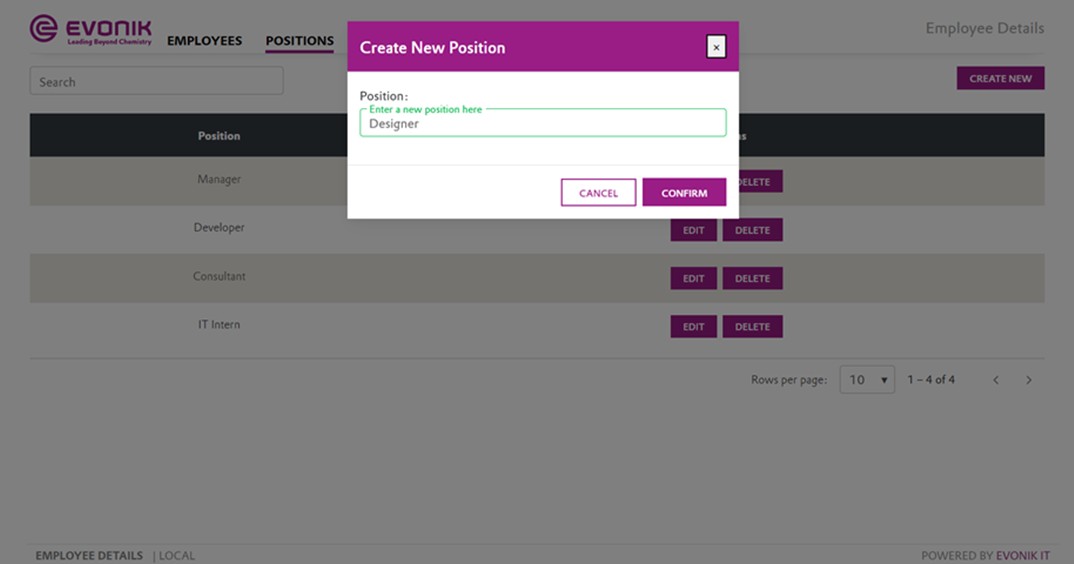 EVONIK
Leading Beyond Chemistry
EMPLOYEES POSITIONS
Employee Details
Create New Position
×
Search
CREATE NEW
Position:
Enter a new position here
Designer
CANCEL CONFIRM
Position
Manager
Developer EDIT DELETE
Consultant EDIT DELETE
IT Intern EDIT DELETE
Rows per page: 10 1 – 4 of 4 < >
EMPLOYEE DETAILS | LOCAL
POWERED BY EVONIK IT